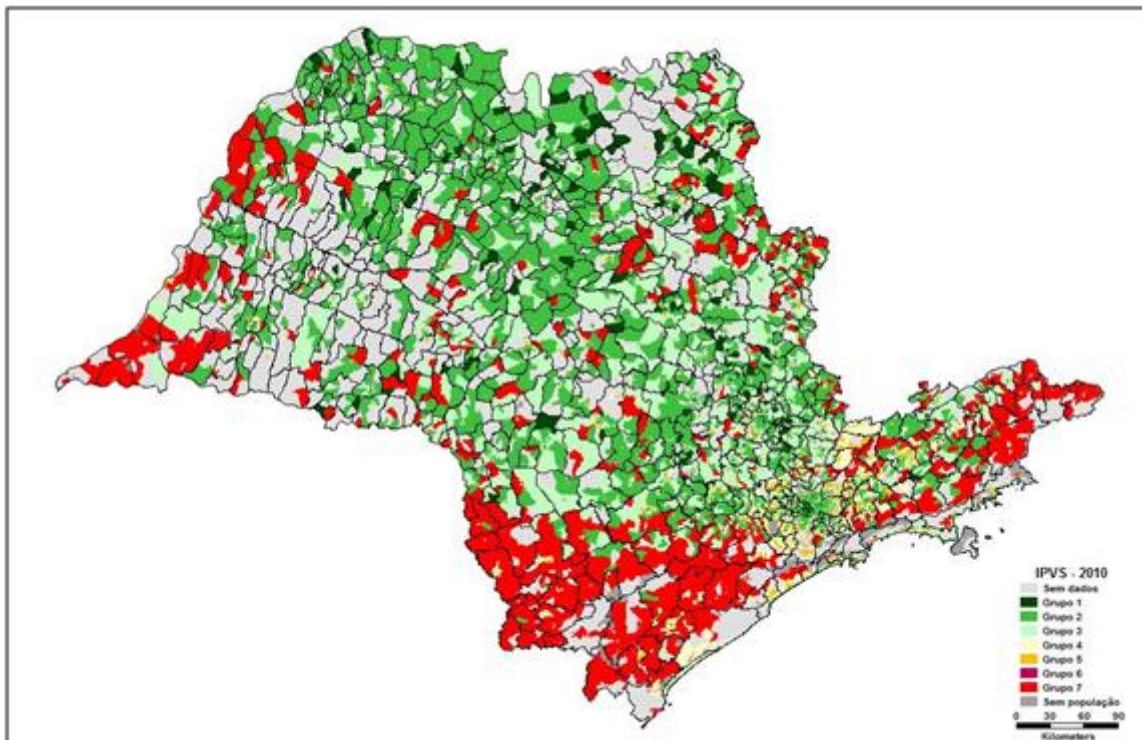 IPVS - 2010
Sem dados
Grupo 1
Grupo 2
Grupo 3
Grupo 4
Grupo 5
Grupo 6
Grupo 7
Sem população
0 30 60 90
Kilometers